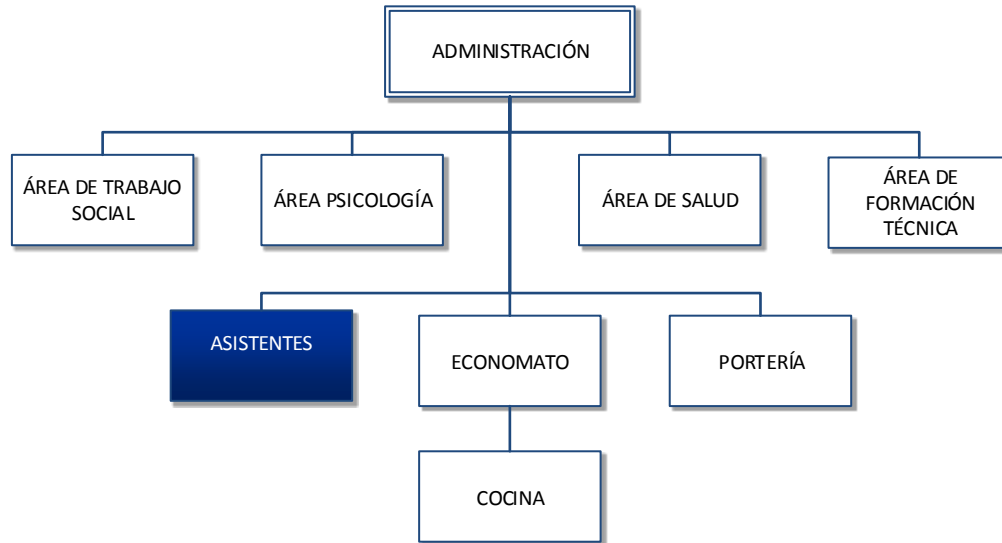 ADMINISTRACIÓN
ÁREA DE TRABAJO
SOCIAL
ÁREA PSICOLOGÍA
ÁREA DE SALUD
ÁREA DE
FORMACIÓN
TÉCNICA
ASISTENTES
ECONOMATO
PORTERÍA
COCINA